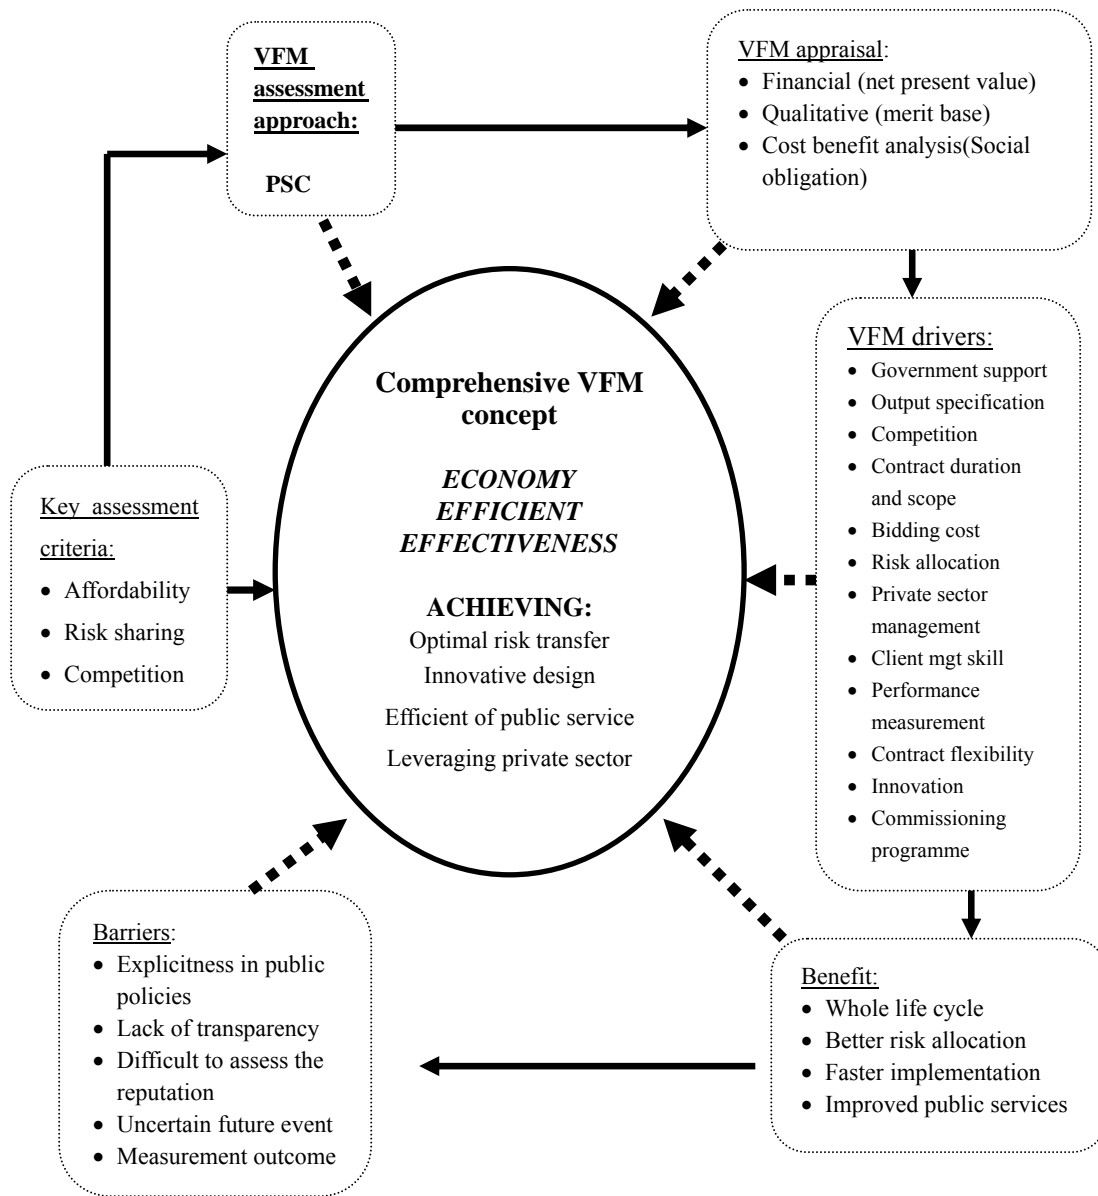 VFM
assessment
approach:
PSC
VFM appraisal:
• Financial (net present value)
• Qualitative (merit base)
• Cost benefit analysis(Social
obligation)
VFM drivers:
• Government support
• Output specification
• Competition
• Contract duration
and scope
• Bidding cost
• Risk allocation
• Private sector
management
• Client mgt skill
• Performance
measurement
• Contract flexibility
• Innovation
• Commissioning
programme
Comprehensive VFM
concept
ECONOMY
EFFICIENT
EFFECTIVENESS
ACHIEVING:
Optimal risk transfer
Innovative design
Efficient of public service
Leveraging private sector
Key assessment
criteria:
• Affordability
• Risk sharing
• Competition
Barriers:
• Explicitness in public
policies
• Lack of transparency
• Difficult to assess the
reputation
• Uncertain future event
• Measurement outcome
Benefit:
• Whole life cycle
• Better risk allocation
• Faster implementation
• Improved public services